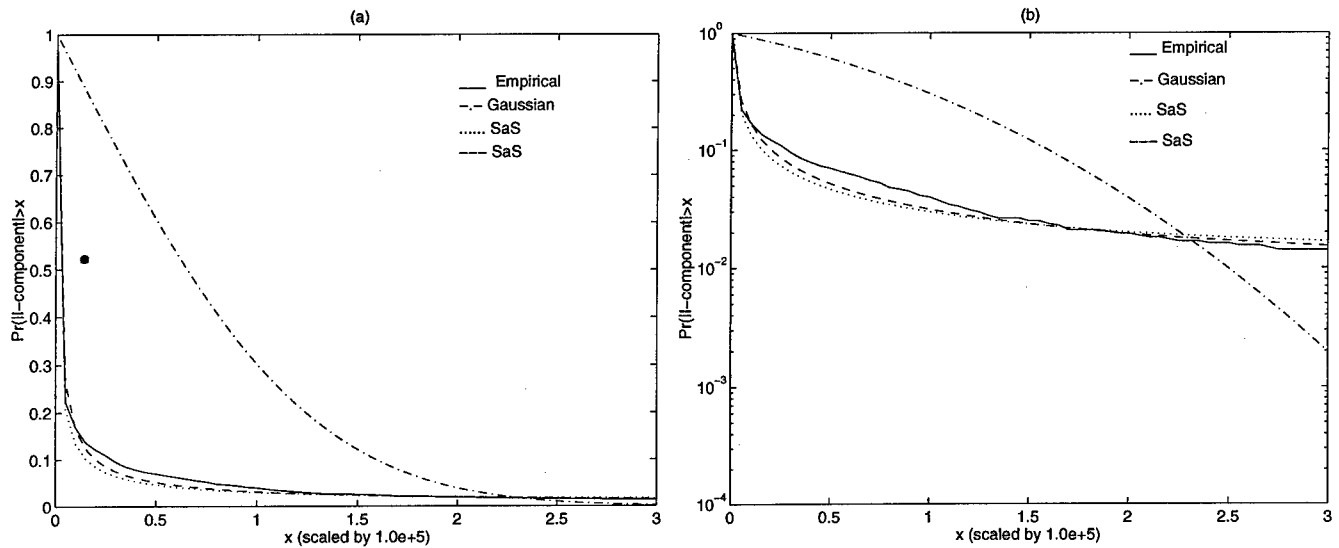 (a)
1
0.9
0.8
0.7
0.6
0.5
0.4
0.3
0.2
0.1
0
Pr(|I-component|>x
Empirical
Gaussian
SaS
SaS
0 0.5 1 1.5 2 2.5 3
x (scaled by 1.0e+5)
(b)
10^0
10^-1
10^-2
10^-3
10^-4
Pr(|I-component|>x
Empirical
Gaussian
SaS
SaS
0 0.5 1 1.5 2 2.5 3
x (scaled by 1.0e+5)